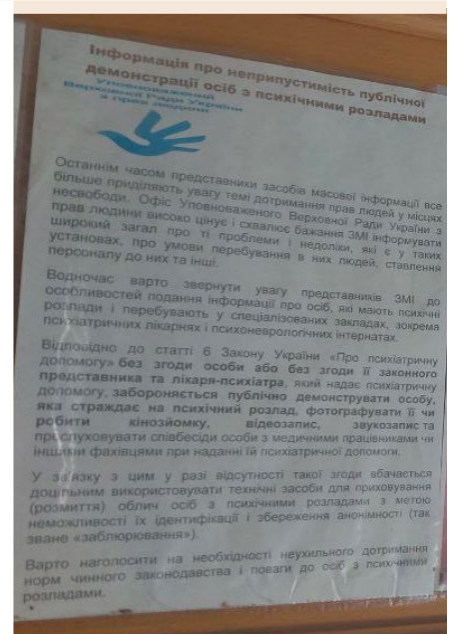 Інформація про неприпустимість публічної
демонстрації осіб з психічними розладами
Уповноважений
Верховної Ради України
з прав людини
Останнім часом представники засобів масової інформації все
більше приділяють увагу темі дотримання прав людей у місцях
несвободи. Офіс Уповноваженого Верховної Ради України з
прав людини високо цінує і схвалює бажання ЗМІ інформувати
широкий загал про ті проблеми і недоліки, які є у таких
установах, про умови перебування в них людей, ставлення
персоналу до них та інші.
Водночас варто звернути увагу представників ЗМІ до
особливостей подання інформації про осіб, які мають психічні
розлади і перебувають у спеціалізованих закладах, зокрема
психіатричних лікарнях і психоневрологічних інтернатах.
Відповідно до статті 6 Закону України «Про психіатричну
допомогу» без згоди особи або без згоди її законного
представника та лікаря-психіатра, який надає психіатричну
допомогу, забороняється публічно демонструвати особу,
яка страждає на психічний розлад, фотографувати її чи
робити кінозйомку, відеозапис, звукозапис та
прослуховувати співбесіди особи з медичними працівниками чи
іншими фахівцями при наданні їй психіатричної допомоги.
У зв'язку з цим у разі відсутності такої згоди вбачається
доцільним використовувати технічні засоби для приховування
(розмиття) облич осіб з психічними розладами з метою
неможливості їх ідентифікації і збереження анонімності (так
зване «заблюрювання»).
Варто наголосити на необхідності неухильного дотримання
норм чинного законодавства і поваги до осіб з психічними
розладами.